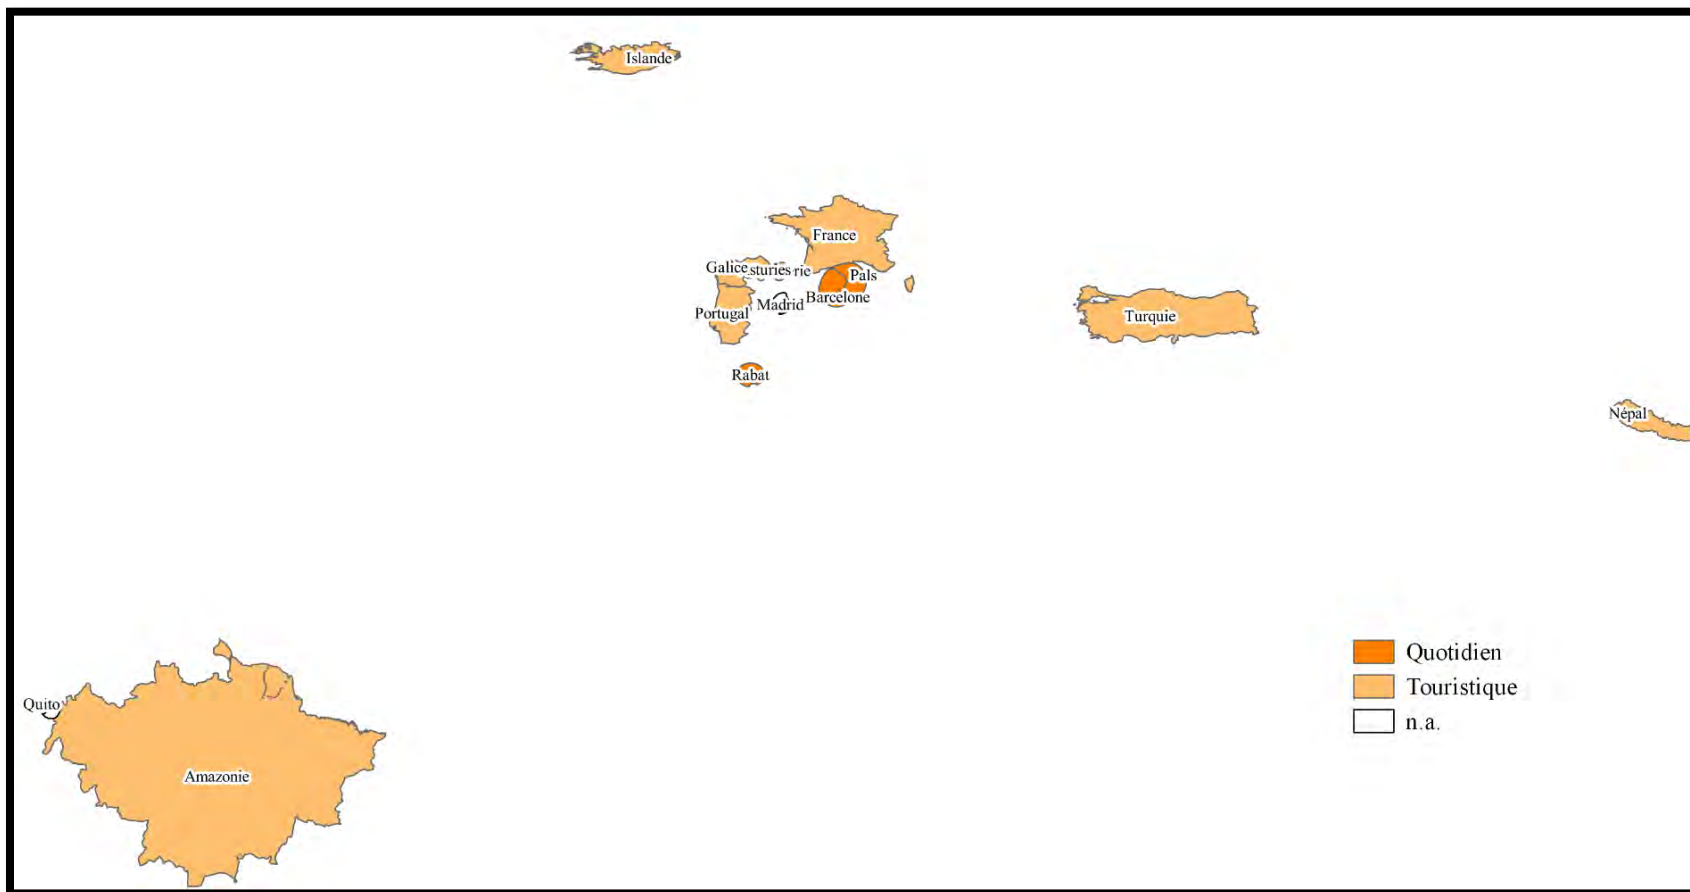 Islande
France
Galice
sturies
rie
Pals
Barcelone
Madrid
Portugal
Turquie
Rabat
Népal
Quotidien
Touristique
n.a.
Quito
Amazonie